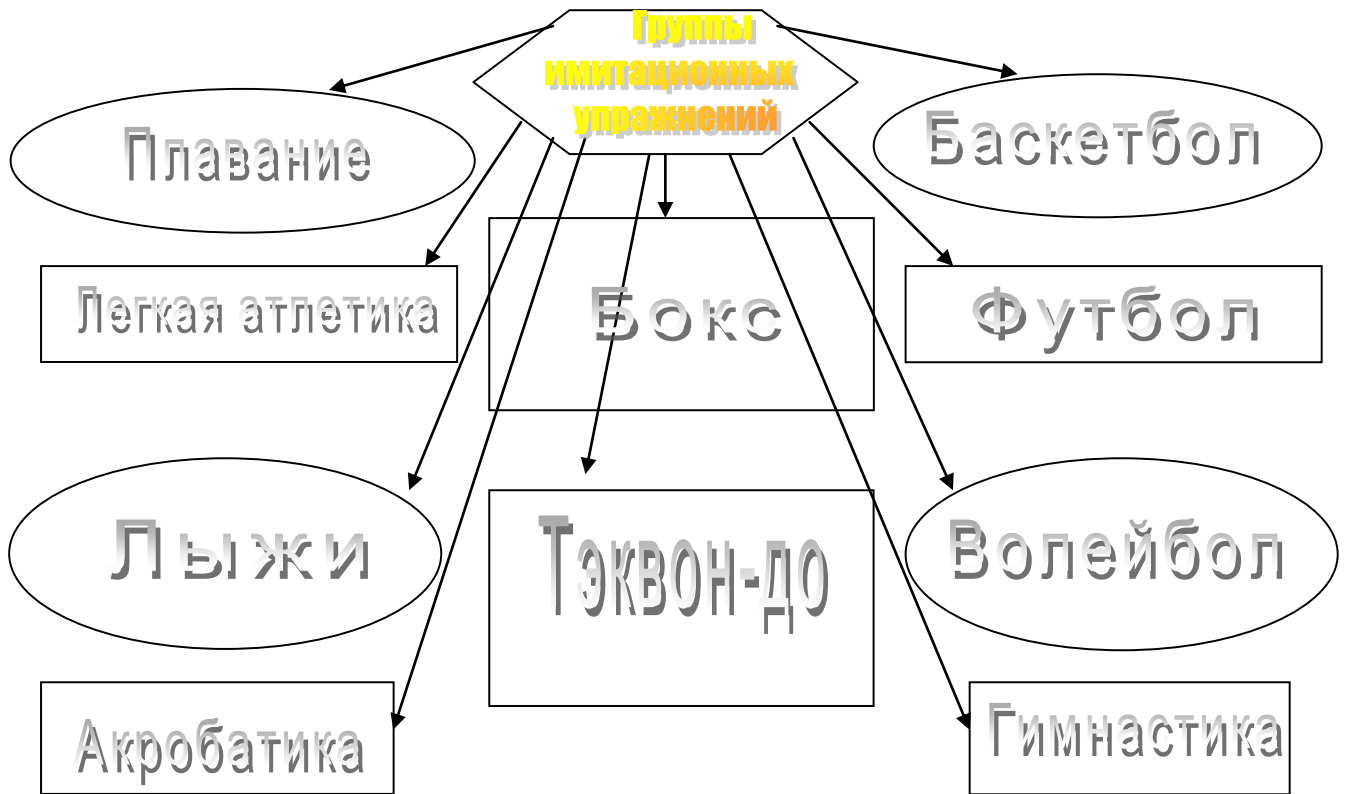 Группы
имитационных
упражнений
Плавание
Баскетбол
Легкая атлетика
Бокс
Футбол
Лыжи
Тэквон-до
Волейбол
Акробатика
Гимнастика